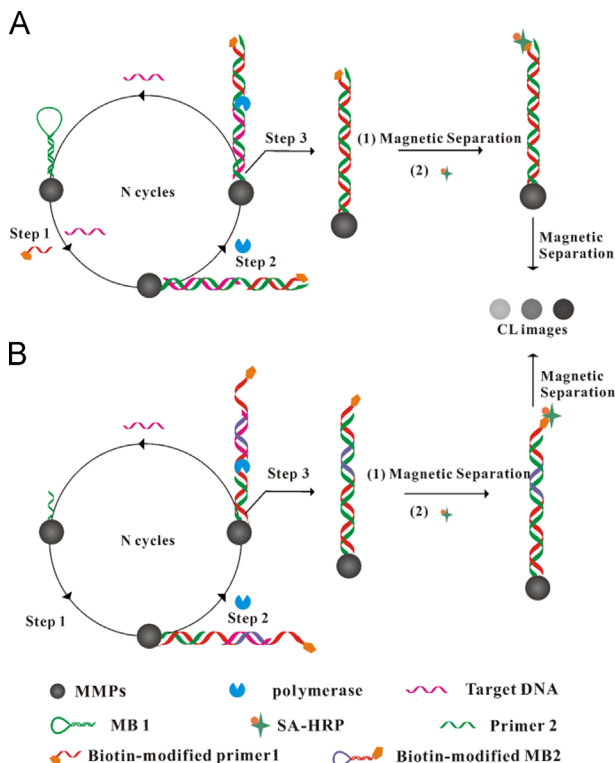 A
N cycles
Step 1
Step 2
Step 3
(1) Magnetic Separation
(2)
Magnetic
Separation
CL images
B
Magnetic
Separation
N cycles
Step 1
Step 2
Step 3
(1) Magnetic Separation
(2)
MMPs
polymerase
Target DNA
MB 1
SA-HRP
Primer 2
Biotin-modified primer1
Biotin-modified MB2